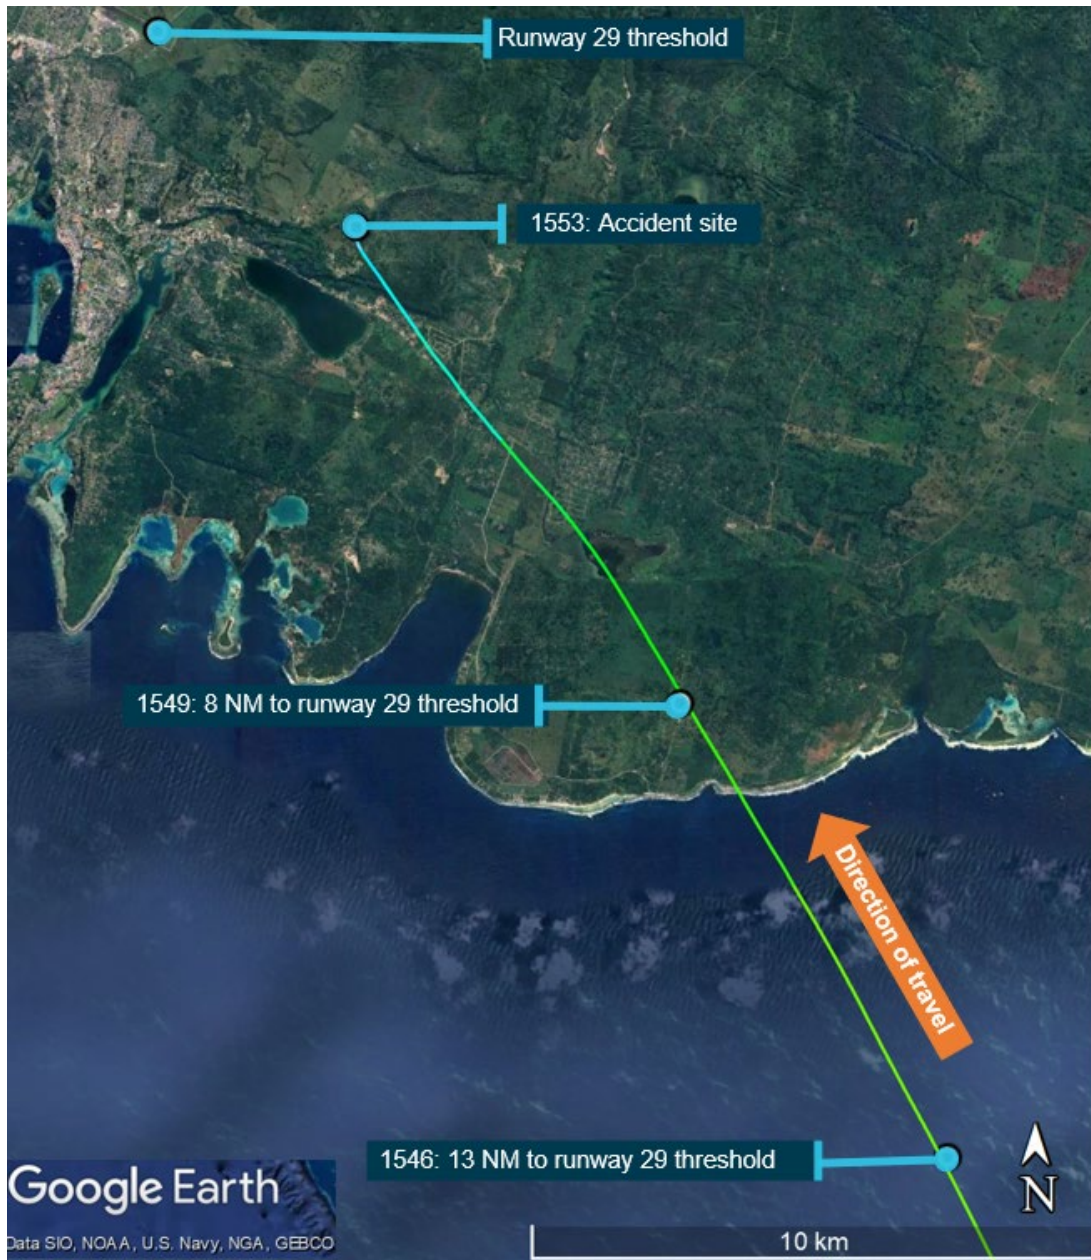 Runway 29 threshold
1553: Accident site
1549: 8 NM to runway 29 threshold
Direction of travel
1546: 13 NM to runway 29 threshold
N
Google Earth
Data SIO, NOAA, U.S. Navy, NGA, GEBCO
10 km